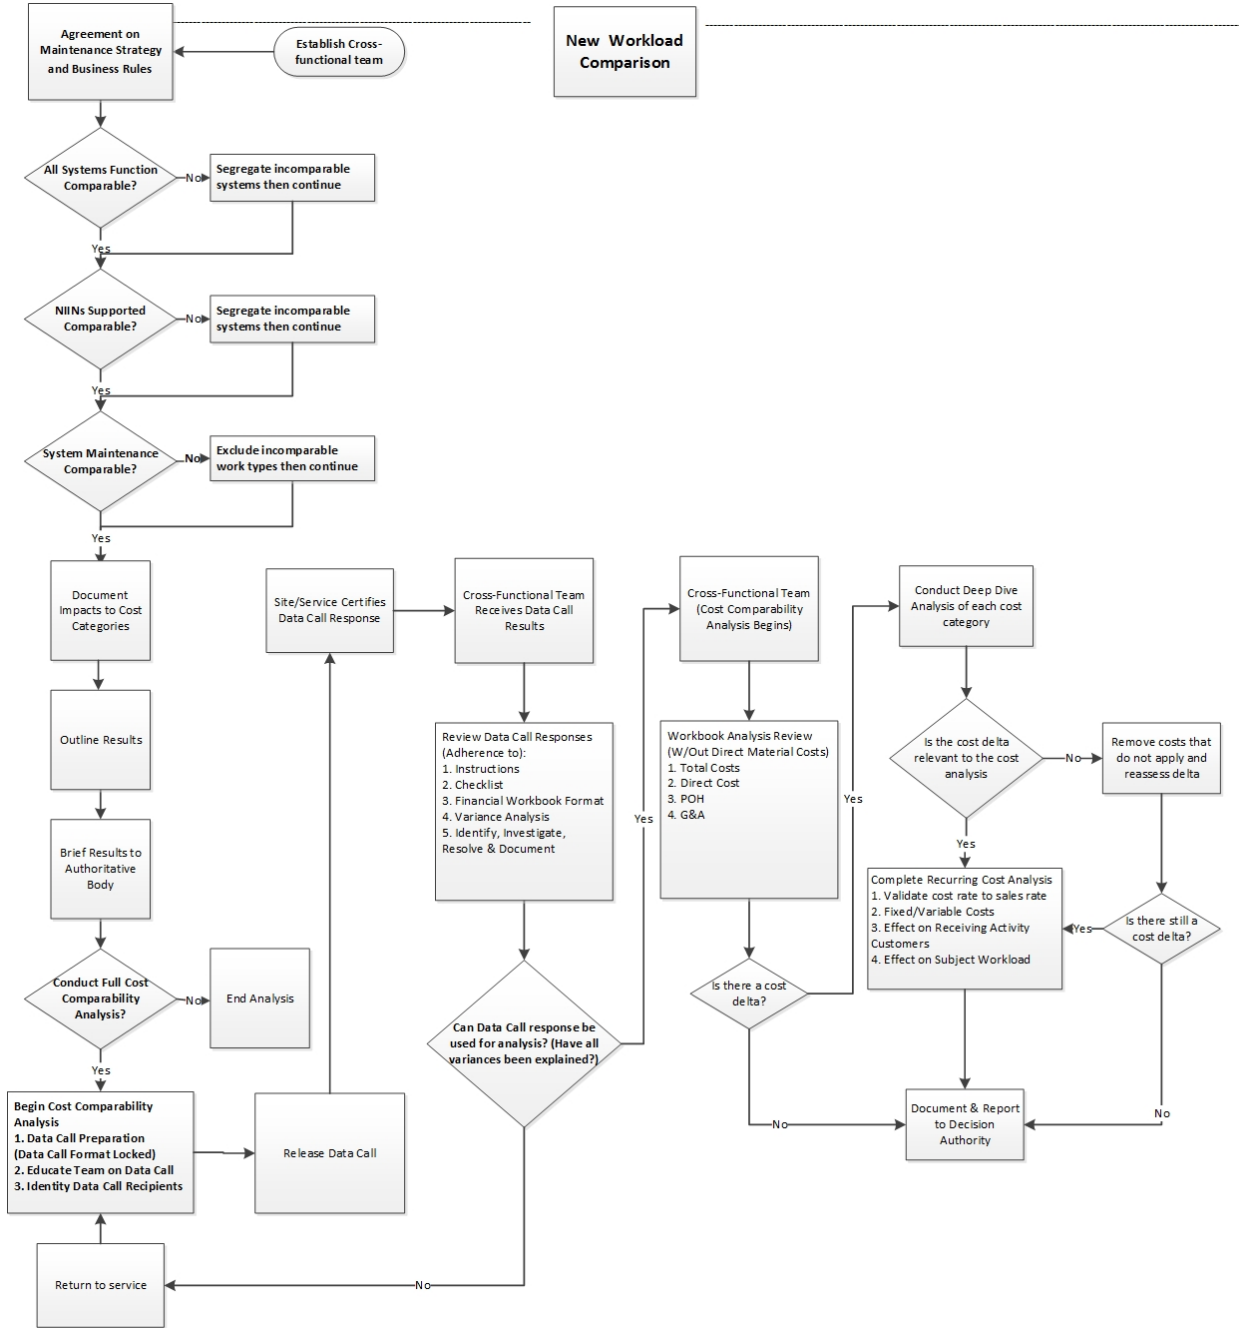 Agreement on
Maintenance Strategy
and Business Rules
Establish Cross-
functional team
New Workload
Comparison
All Systems Function
Comparable?
No
Segregate incomparable
systems then continue
Yes
NIINs Supported
Comparable?
No
Segregate incomparable
systems then continue
Yes
System Maintenance
Comparable?
No
Exclude incomparable
work types then continue
Yes
Document
Impacts to Cost
Categories
Outline Results
Brief Results to
Authoritative
Body
Conduct Full Cost
Comparability
Analysis?
No
End Analysis
Yes
Begin Cost Comparability
Analysis
1. Data Call Preparation
(Data Call Format Locked)
2. Educate Team on Data Call
3. Identity Data Call Recipients
Return to service
Release Data Call
Site/Service Certifies
Data Call Response
Cross-Functional Team
Receives Data Call
Results
Review Data Call Responses
(Adherence to):
1. Instructions
2. Checklist
3. Financial Workbook Format
4. Variance Analysis
5. Identify, Investigate,
Resolve & Document
Can Data Call response be
used for analysis? (Have all
variances been explained?)
No
Yes
Cross-Functional Team
(Cost Comparability
Analysis Begins)
Workbook Analysis Review
(W/Out Direct Material Costs)
1. Total Costs
2. Direct Cost
3. POH
4. G&A
Is there a cost
delta?
No
Yes
Conduct Deep Dive
Analysis of each cost
category
Is the cost delta
relevant to the cost
analysis
No
Remove costs that
do not apply and
reassess delta
Yes
Complete Recurring Cost Analysis
1. Validate cost rate to sales rate
2. Fixed/Variable Costs
3. Effect on Receiving Activity
Customers
4. Effect on Subject Workload
Yes
Is there still a
cost delta?
No
Document & Report
to Decision
Authority